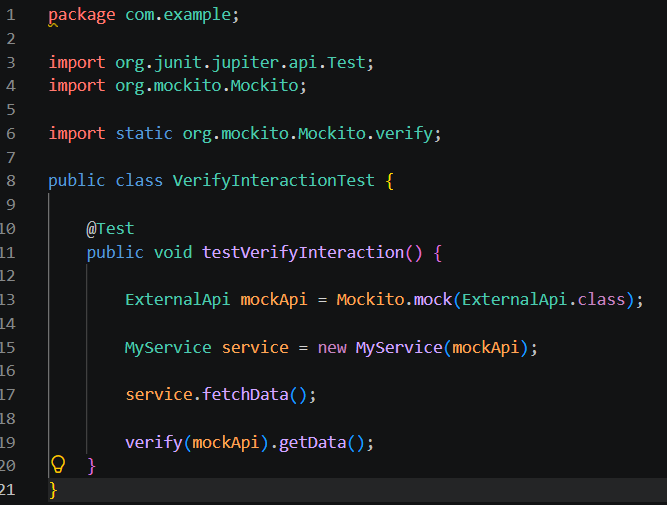 1 package com.example;
2
3 import org.junit.jupiter.api.Test;
4 import org.mockito.Mockito;
5
6 import static org.mockito.Mockito.verify;
7
8 public class VerifyInteractionTest {
9
10 @Test
11 public void testVerifyInteraction() {
12
13 ExternalApi mockApi = Mockito.mock(ExternalApi.class);
14
15 MyService service = new MyService(mockApi);
16
17 service.fetchData();
18
19 verify(mockApi).getData();
20 }
21 }